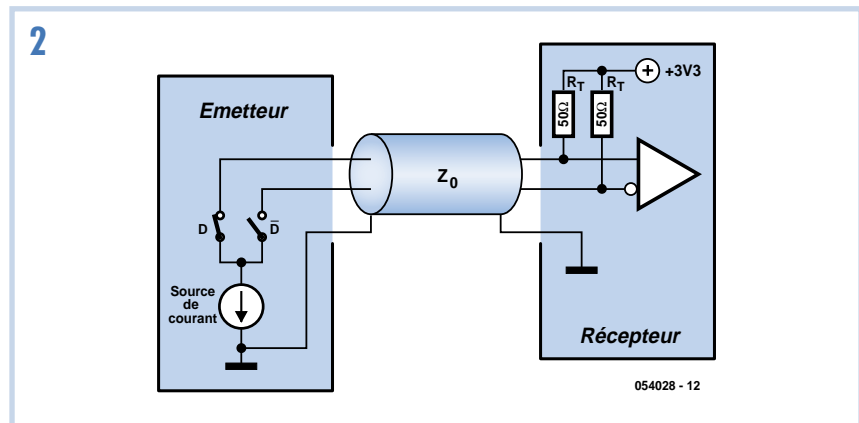 2
Emetteur
D
D̅
Source
de
courant
Z0
RT
RT
+3V3
50Ω
50Ω
Récepteur
054028 - 12